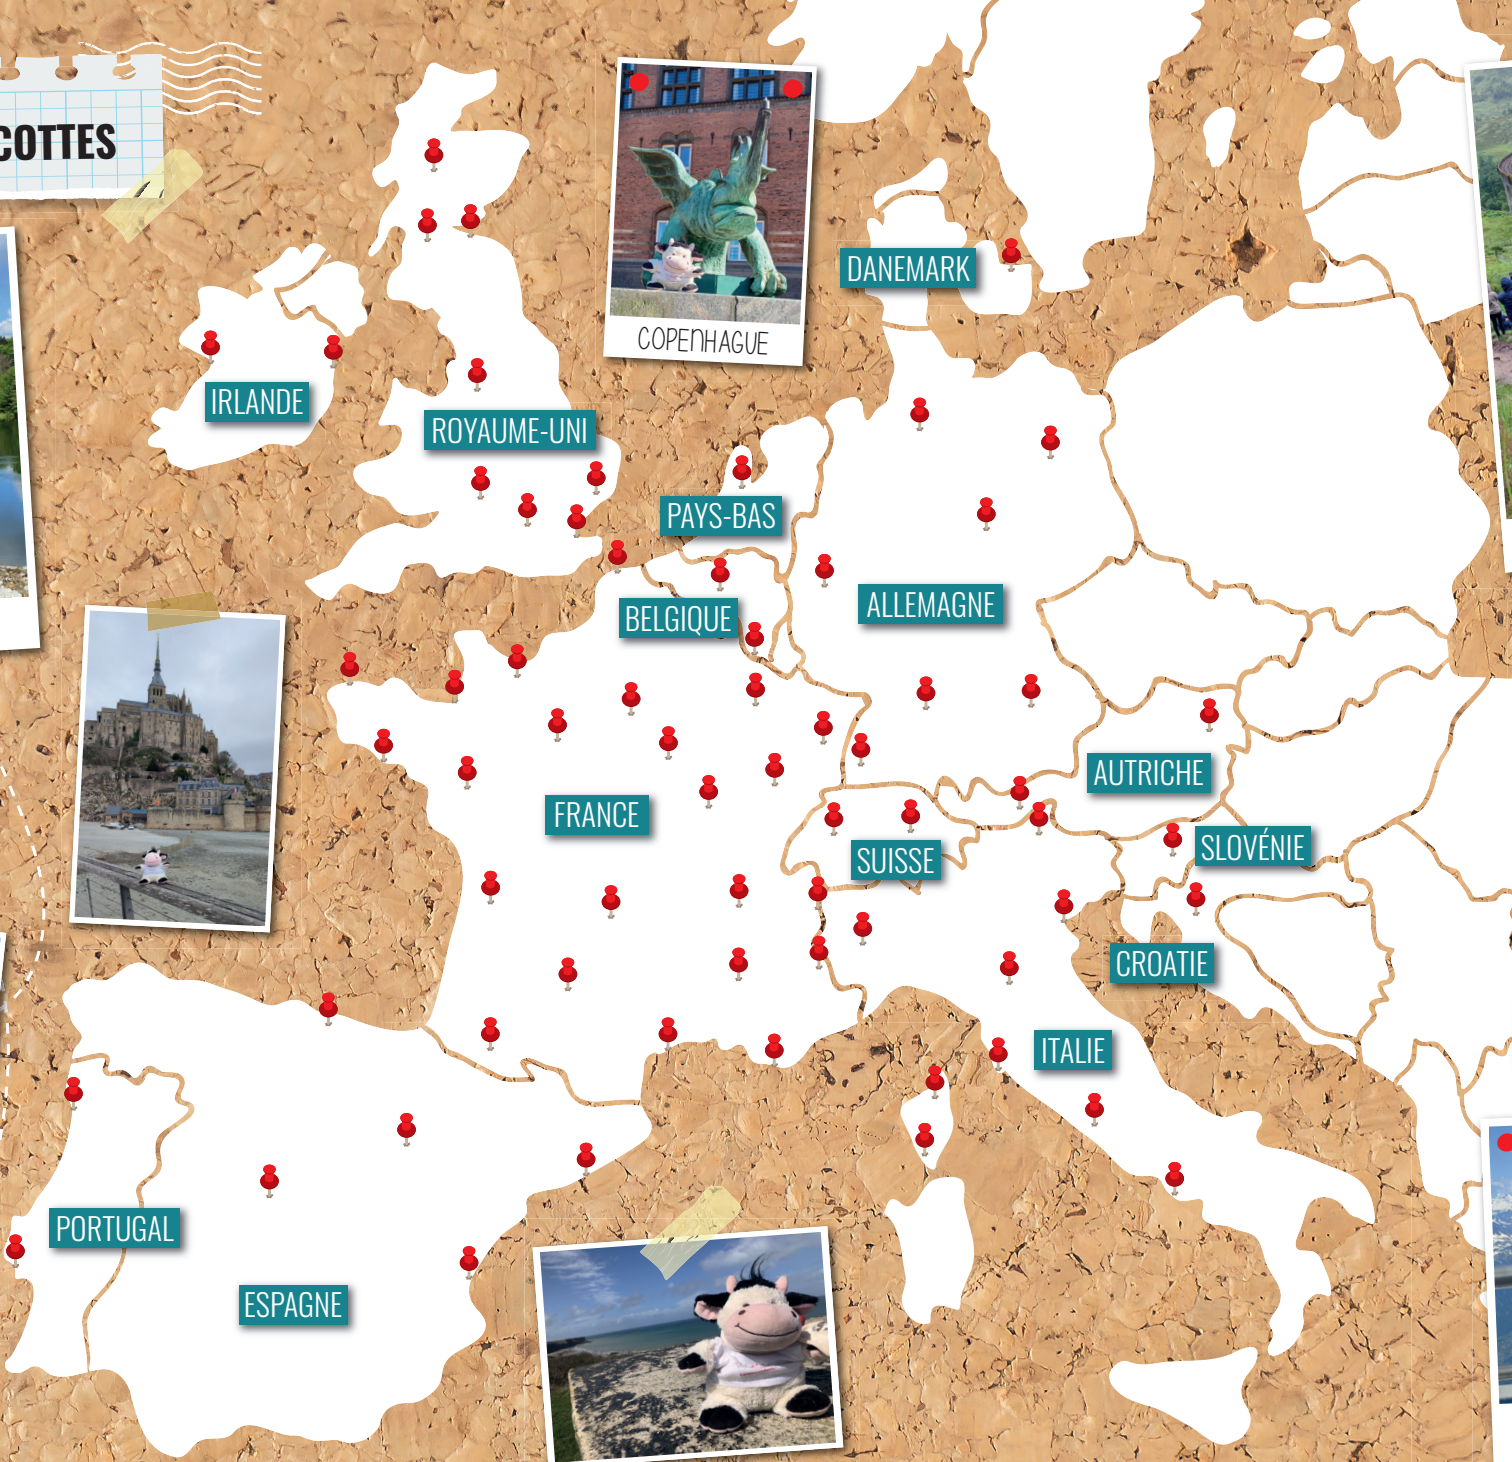 COTTES
COPENHAGUE
DANEMARK
IRLANDE
ROYAUME-UNI
PAYS-BAS
BELGIQUE
ALLEMAGNE
FRANCE
AUTRICHE
SUISSE
SLOVÉNIE
CROATIE
ITALIE
PORTUGAL
ESPAGNE